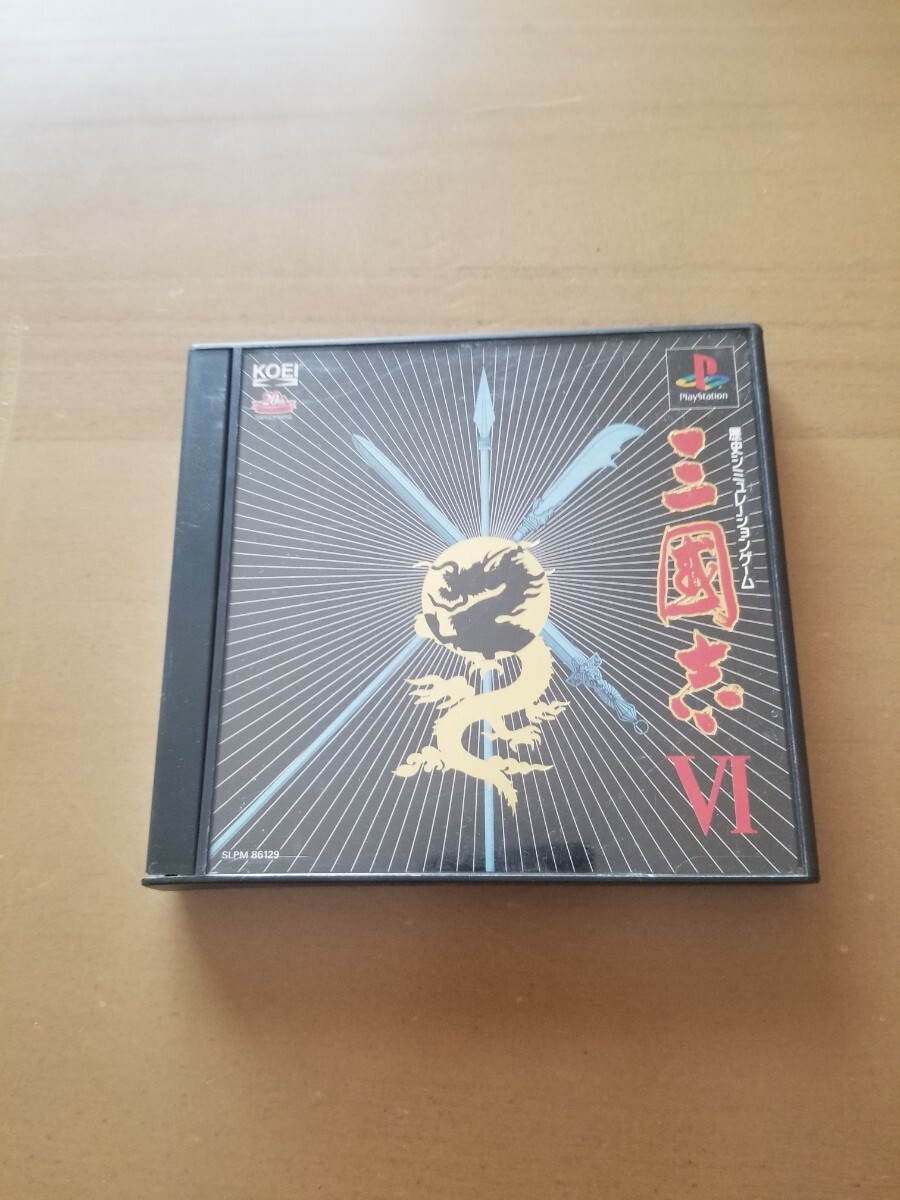 KOEI
20th
PlayStation
歴史シミュレーションゲーム
三國志
VI
SLPM 86129